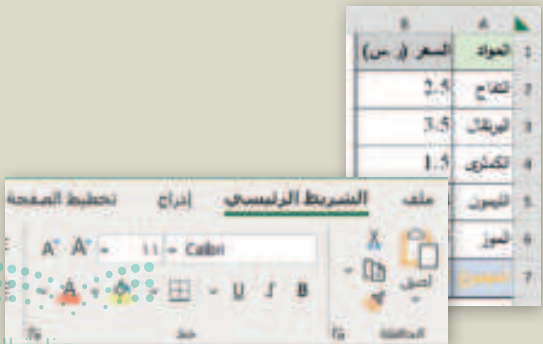 B A
المواد السعر (ر.س) 1
التفاح 2.5 2
البرتقال 3.5 3
الكمثرى 1.5 4
الليمون 5
الموز 6
المجموع 7
ملف الشريط الرئيسي إدراج تخطيط الصفحة
Calibri 11 A A
لصق
B I U A
الحافظة خط